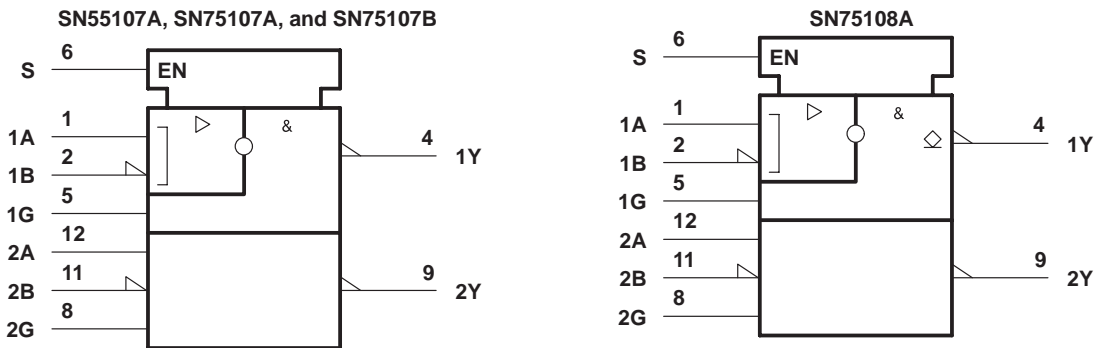 SN55107A, SN75107A, and SN75107B
S 6 EN
&
1A 1
1B 2
4 1Y
1G 5
2A 12
2B 11
9 2Y
2G 8
SN75108A
S 6 EN
&
1A 1
1B 2
4 1Y
1G 5
2A 12
2B 11
9 2Y
2G 8